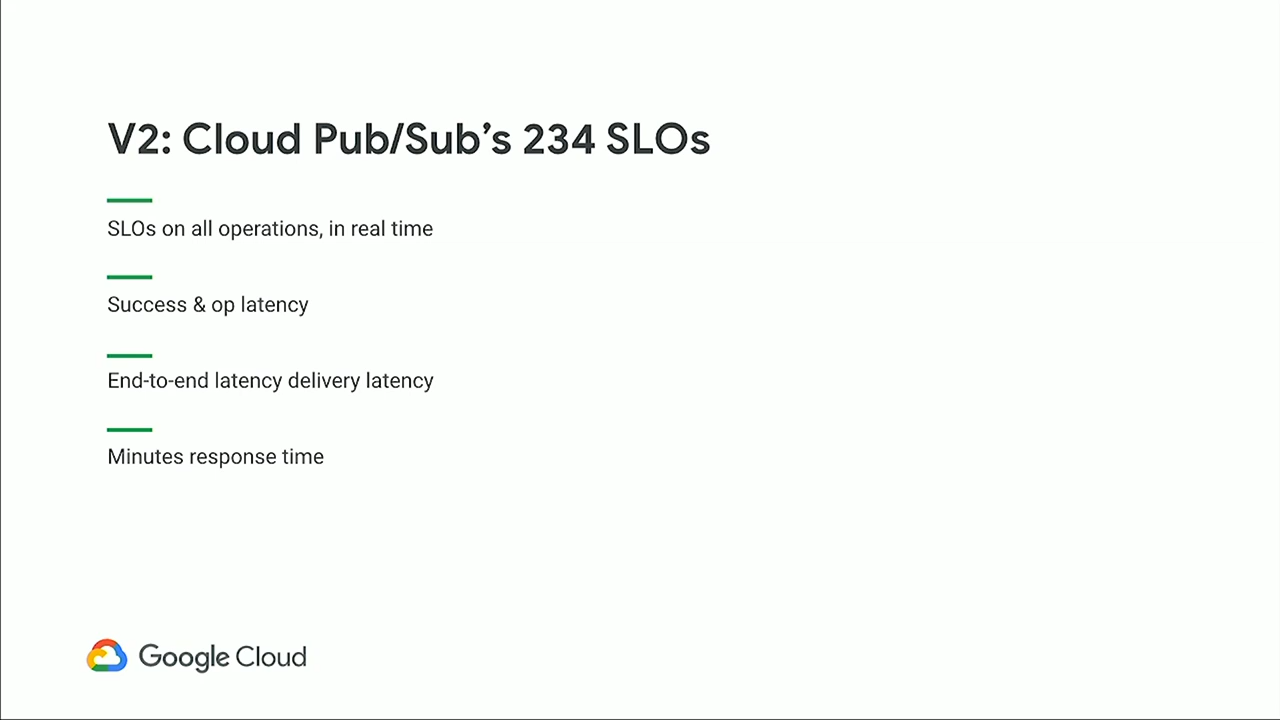 V2: Cloud Pub/Sub’s 234 SLOs
SLOs on all operations, in real time
Success & op latency
End-to-end latency delivery latency
Minutes response time
Google Cloud